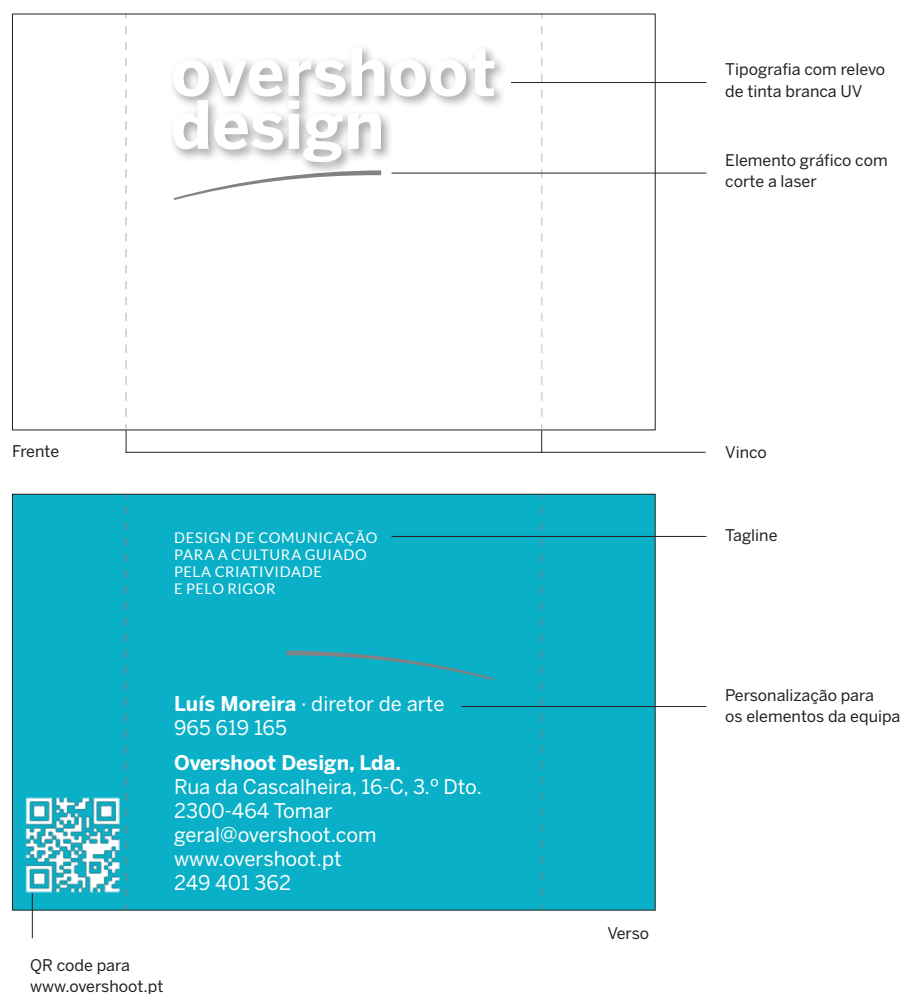 overshoot
design
Tipografia com relevo
de tinta branca UV
Elemento gráfico com
corte a laser
Frente
Vinco
DESIGN DE COMUNICAÇÃO
PARA A CULTURA GUIADO
PELA CRIATIVIDADE
E PELO RIGOR
Tagline
Luís Moreira · diretor de arte
965 619 165
Personalização para
os elementos da equipa
Overshoot Design, Lda.
Rua da Cascalheira, 16-C, 3.º Dto.
2300-464 Tomar
geral@overshoot.com
www.overshoot.pt
249 401 362
Verso
QR code para
www.overshoot.pt